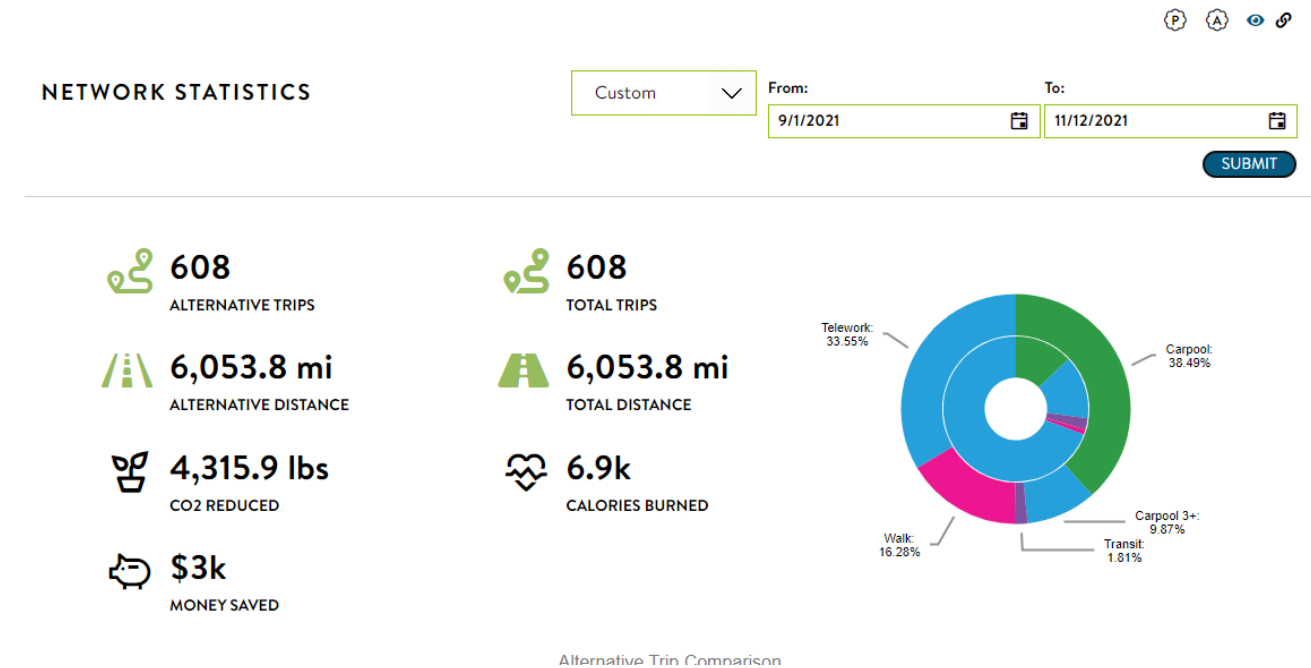 P A
NETWORK STATISTICS
Custom
From:
To:
9/1/2021
11/12/2021
SUBMIT
608
ALTERNATIVE TRIPS
608
TOTAL TRIPS
6,053.8 mi
ALTERNATIVE DISTANCE
6,053.8 mi
TOTAL DISTANCE
4,315.9 lbs
CO2 REDUCED
6.9k
CALORIES BURNED
$3k
MONEY SAVED
Telework:
33.55%
Carpool:
38.49%
Carpool 3+:
9.87%
Transit:
1.81%
Walk:
16.28%
Alternative Trip Comparison